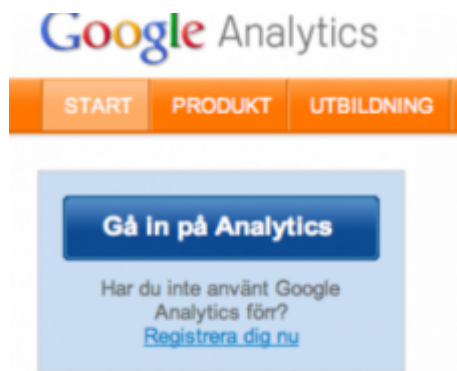 Google Analytics
START PRODUKT UTBILDNING
Gå in på Analytics
Har du inte använt Google
Analytics förr?
Registrera dig nu